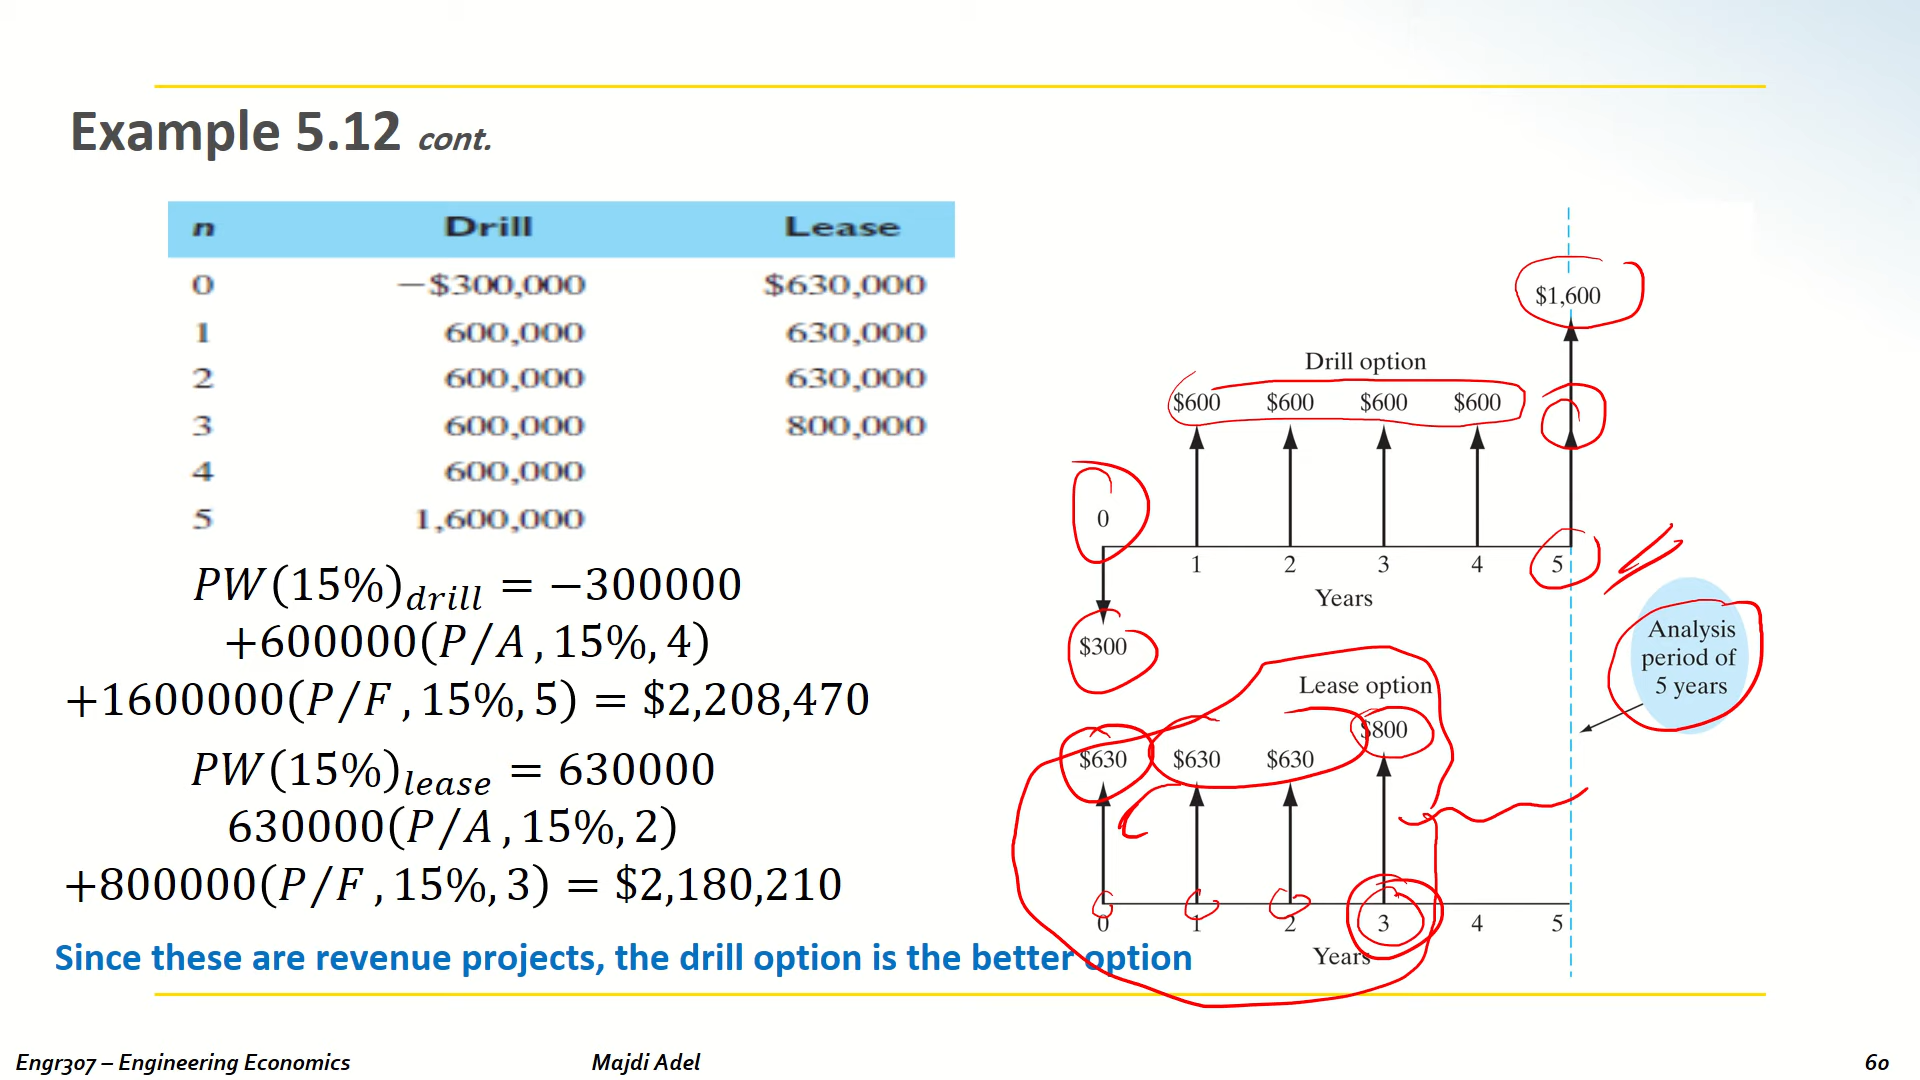 Example 5.12 cont.
n Drill Lease
0 −$300,000 $630,000
1 600,000 630,000
2 600,000 630,000
3 600,000 800,000
4 600,000
5 1,600,000
PW(15%)drill = −300000
+600000(P/A, 15%, 4)
+1600000(P/F, 15%, 5) = $2,208,470
PW(15%)lease = 630000
630000(P/A, 15%, 2)
+800000(P/F, 15%, 3) = $2,180,210
Since these are revenue projects, the drill option is the better option
$1,600
Drill option
$600 $600 $600 $600
0
1 2 3 4 5
Years
$300
Analysis
period of
5 years
Lease option
$800
$630 $630 $630
0 1 2 3 4 5
Years
Engr307 – Engineering Economics Majdi Adel 60